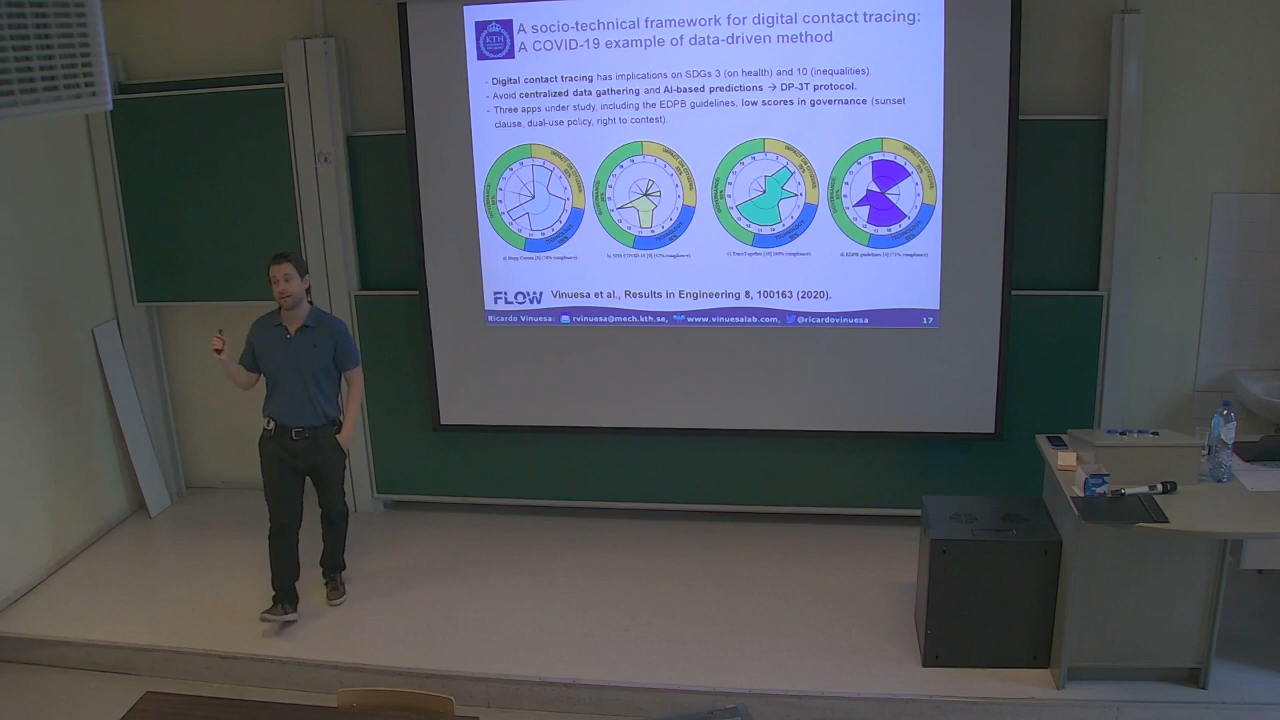 KTH
A socio-technical framework for digital contact tracing:
A COVID-19 example of data-driven method
- Digital contact tracing has implications on SDGs 3 (on health) and 10 (inequalities).
- Avoid centralized data gathering and AI-based predictions → DP-3T protocol.
- Three apps under study, including the EDPB guidelines, low scores in governance (sunset
clause, dual-use policy, right to contest).
FLOW Vinuesa et al., Results in Engineering 8, 100163 (2020).
Ricardo Vinuesa: rvinuesa@mech.kth.se, www.vinuesalab.com, @ricardovinuesa 17